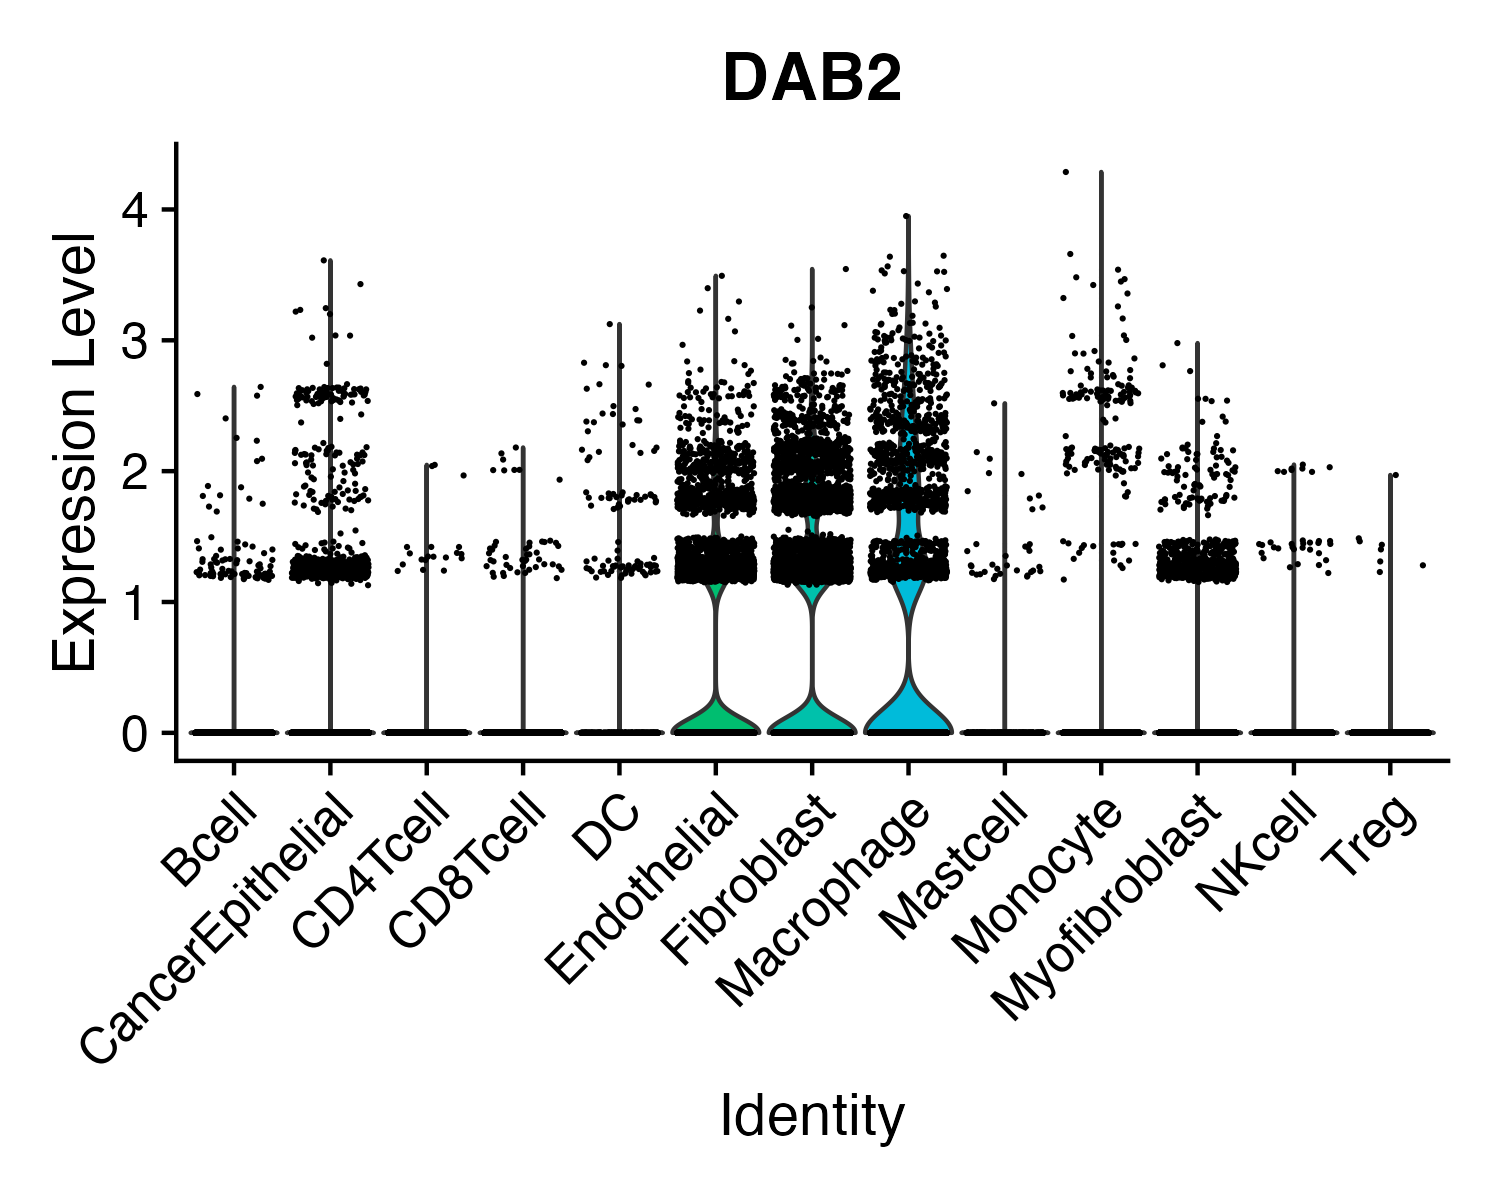 DAB2
Expression Level
4
3
2
1
0
Bcell
CancerEpithelial
CD4Tcell
CD8Tcell
DC
Endothelial
Fibroblast
Macrophage
Mastcell
Monocyte
Myofibroblast
NKcell
Treg
Identity